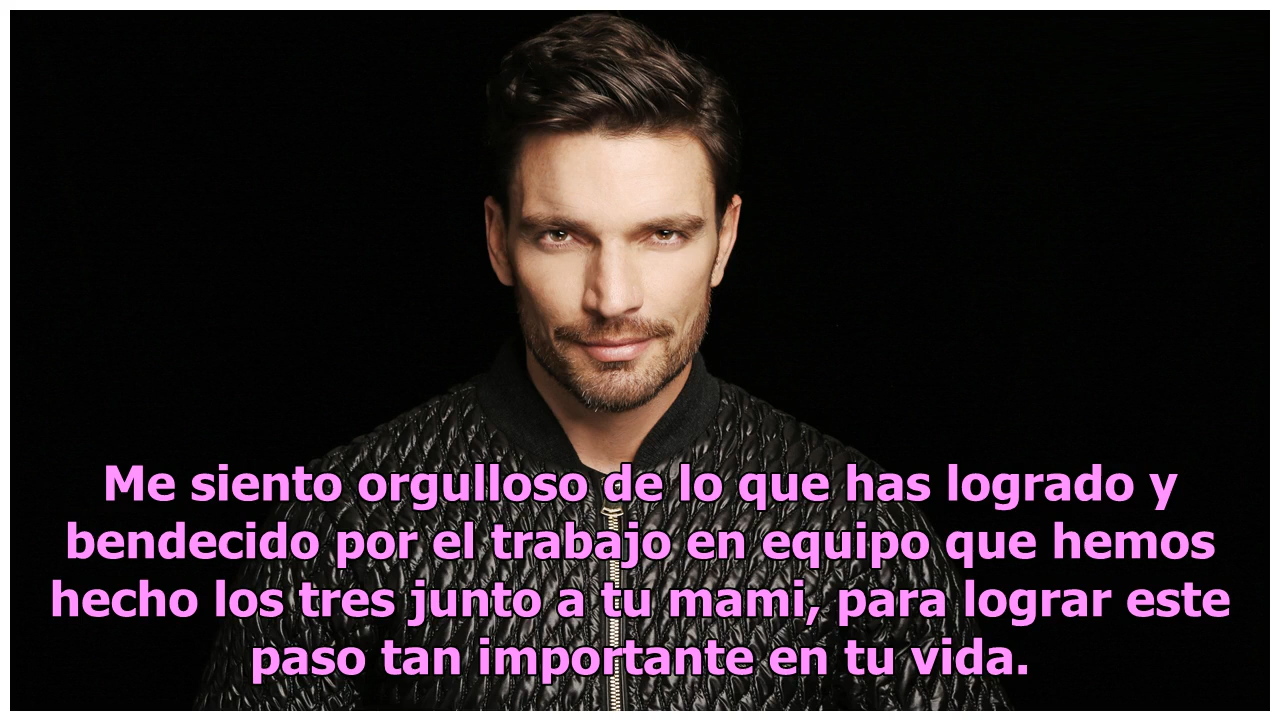 Me siento orgulloso de lo que has logrado y
bendecido por el trabajo en equipo que hemos
hecho los tres junto a tu mami, para lograr este
paso tan importante en tu vida.